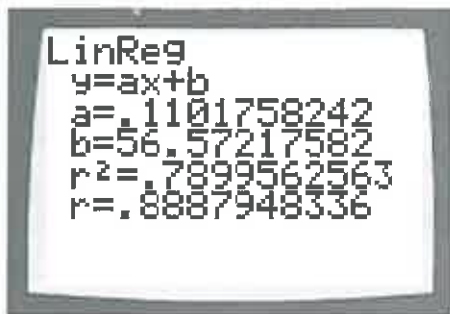 LinReg
y=ax+b
a=.1101758242
b=56.57217582
r²=.7899562563
r=.8887948336